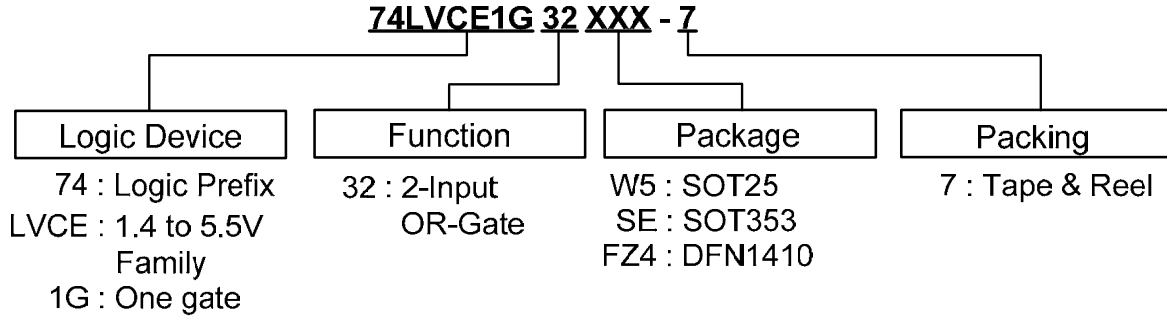 74LVCE1G 32 XXX - 7
Logic Device
74 : Logic Prefix
LVCE : 1.4 to 5.5V
Family
1G : One gate
Function
32 : 2-Input
OR-Gate
Package
W5 : SOT25
SE : SOT353
FZ4 : DFN1410
Packing
7 : Tape & Reel